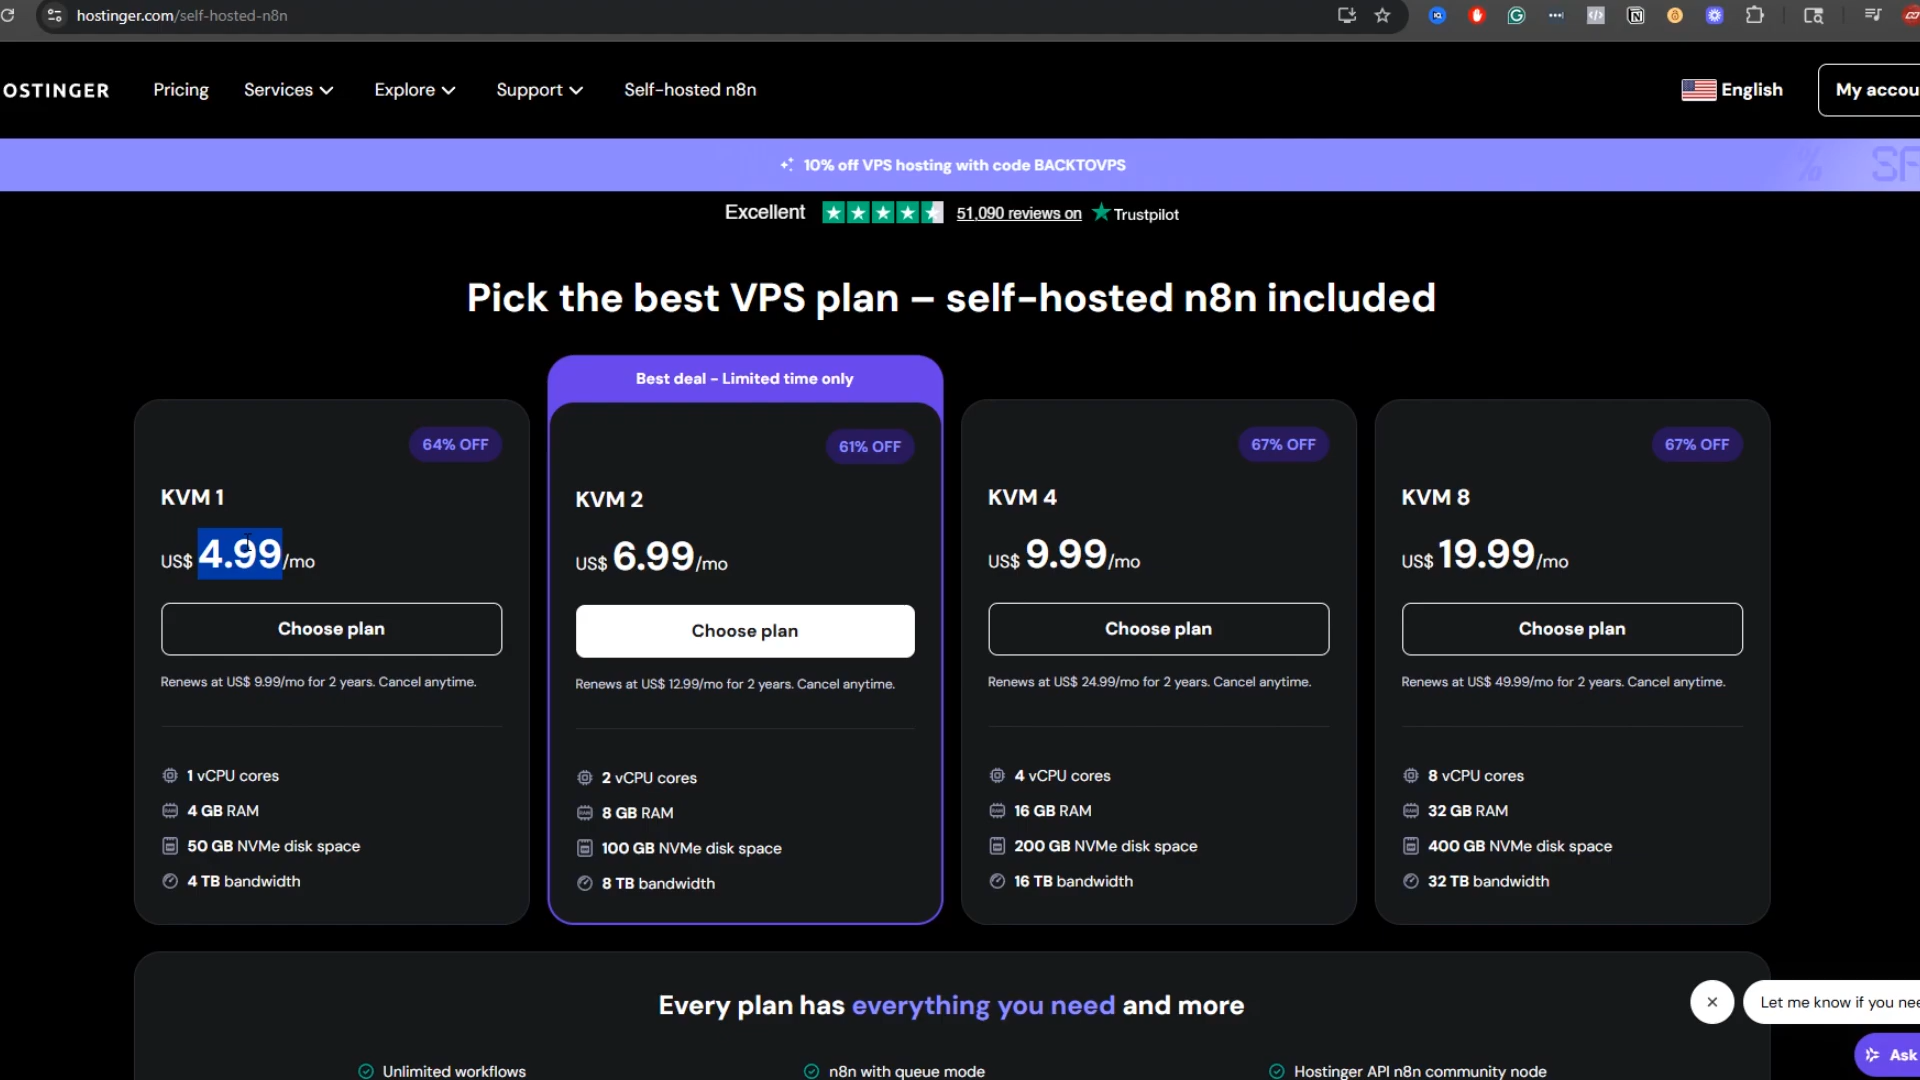 hostinger.com/self-hosted-n8n
OSTINGER
Pricing
Services
Explore
Support
Self-hosted n8n
English
My accou
10% off VPS hosting with code BACKTOVPS
Excellent
51,090 reviews on
Trustpilot
Pick the best VPS plan – self-hosted n8n included
64% OFF
KVM 1
US$ 4.99/mo
Choose plan
Renews at US$ 9.99/mo for 2 years. Cancel anytime.
1 vCPU cores
4 GB RAM
50 GB NVMe disk space
4 TB bandwidth
Best deal - Limited time only
61% OFF
KVM 2
US$ 6.99/mo
Choose plan
Renews at US$ 12.99/mo for 2 years. Cancel anytime.
2 vCPU cores
8 GB RAM
100 GB NVMe disk space
8 TB bandwidth
67% OFF
KVM 4
US$ 9.99/mo
Choose plan
Renews at US$ 24.99/mo for 2 years. Cancel anytime.
4 vCPU cores
16 GB RAM
200 GB NVMe disk space
16 TB bandwidth
67% OFF
KVM 8
US$ 19.99/mo
Choose plan
Renews at US$ 49.99/mo for 2 years. Cancel anytime.
8 vCPU cores
32 GB RAM
400 GB NVMe disk space
32 TB bandwidth
Every plan has everything you need and more
Unlimited workflows
n8n with queue mode
Hostinger API n8n community node
Let me know if you nee
Ask